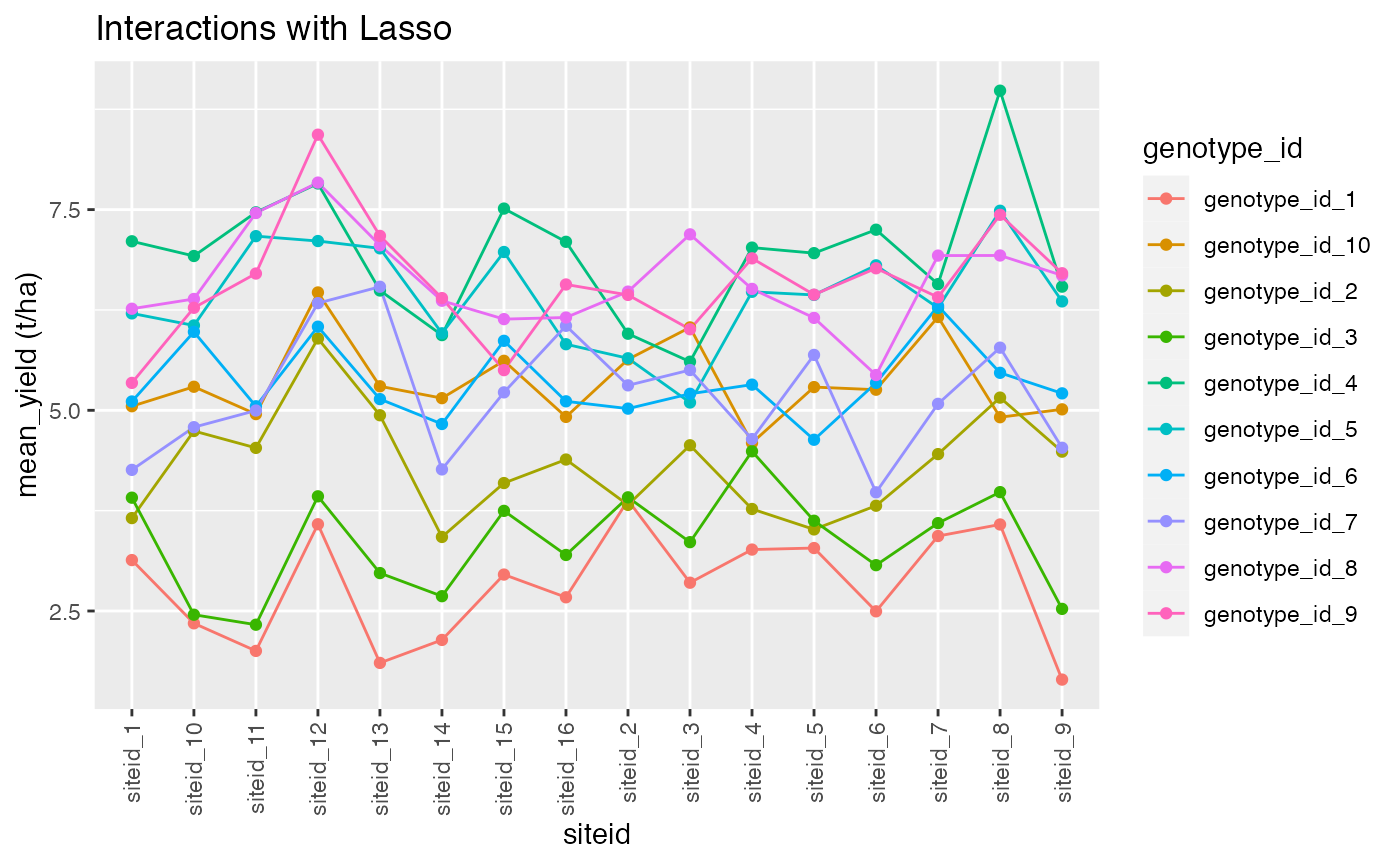 Interactions with Lasso
mean_yield (t/ha)
7.5
5.0
2.5
siteid_1
siteid_10
siteid_11
siteid_12
siteid_13
siteid_14
siteid_15
siteid_16
siteid_2
siteid_3
siteid_4
siteid_5
siteid_6
siteid_7
siteid_8
siteid_9
siteid
genotype_id
genotype_id_1
genotype_id_10
genotype_id_2
genotype_id_3
genotype_id_4
genotype_id_5
genotype_id_6
genotype_id_7
genotype_id_8
genotype_id_9